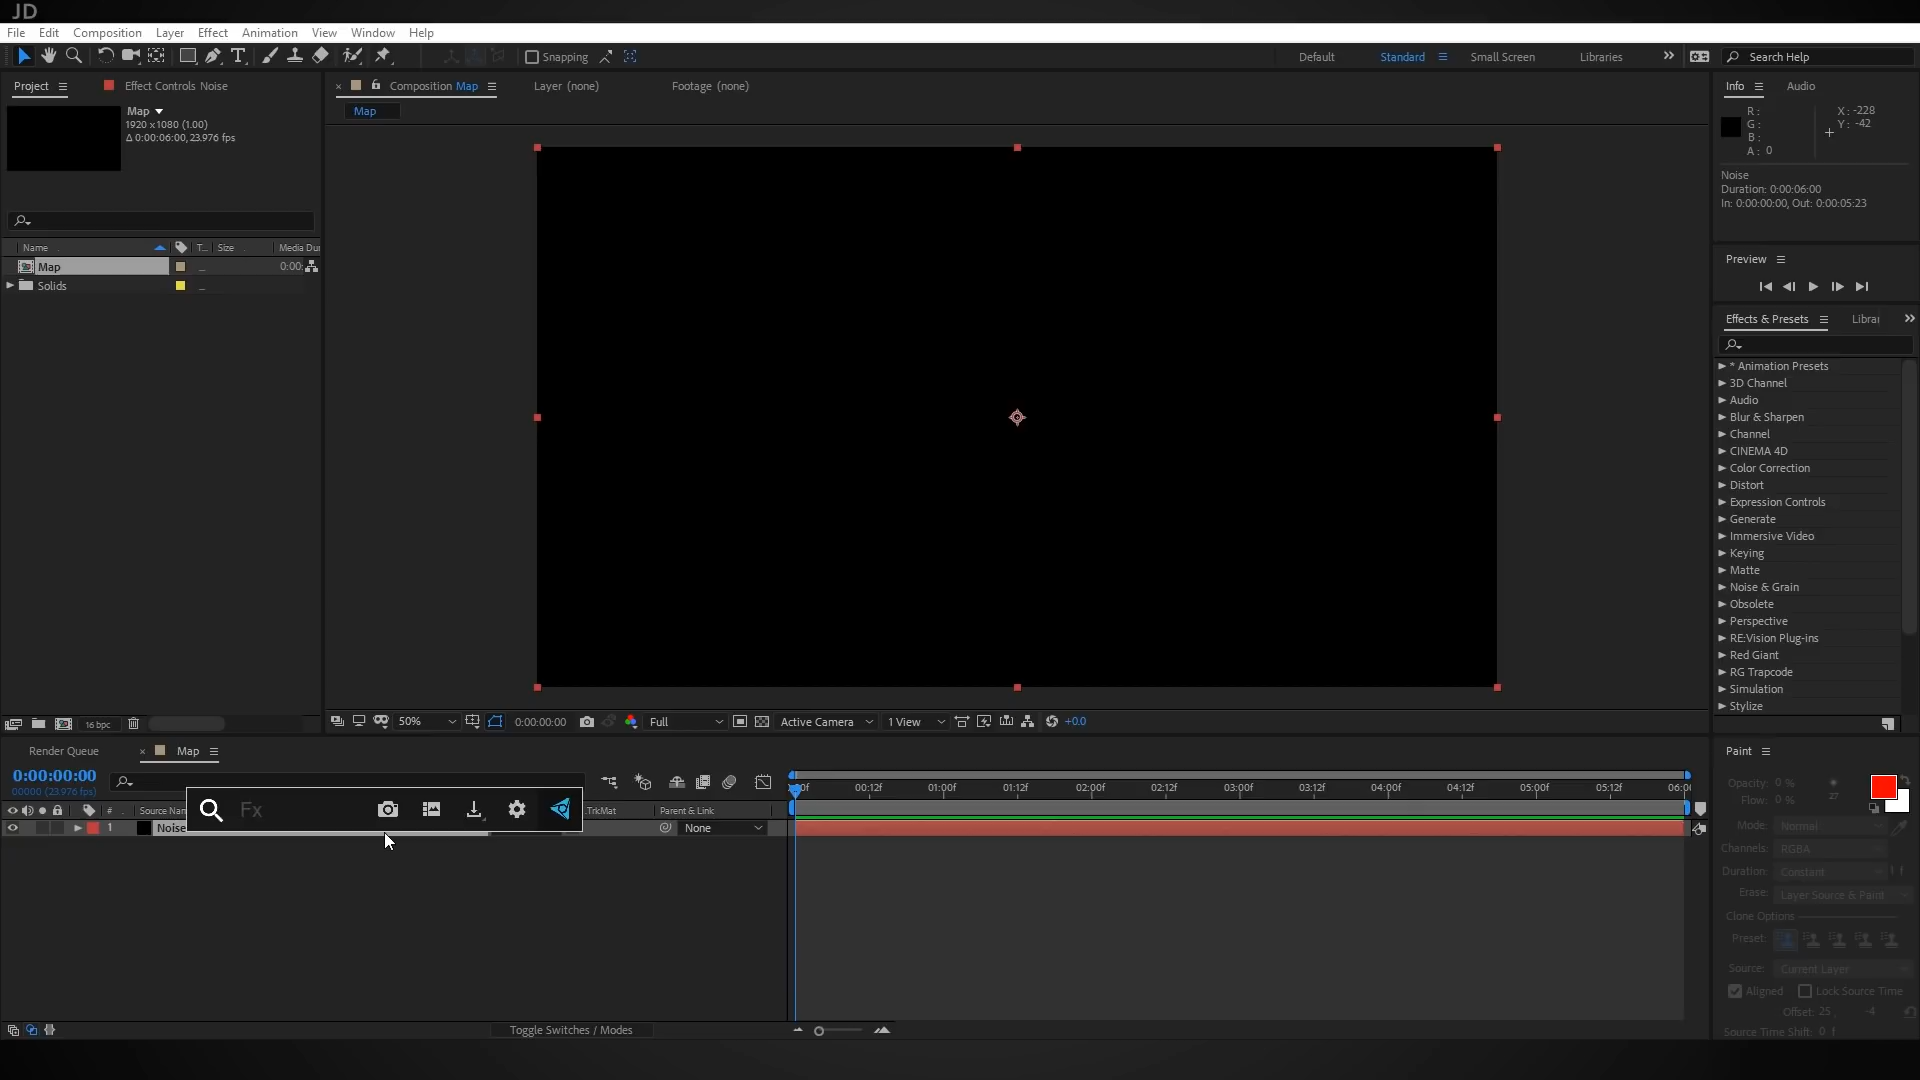 JD
File Edit Composition Layer Effect Animation View Window Help
Snapping
Default Standard Small Screen Libraries Search Help
Project
Effect Controls Noise
Composition Map
Layer (none)
Footage (none)
Map
Map
1920 x1080 (1.00)
Δ 0:00:06:00, 23.976 fps
Name T... Size Media Dur
Map 0:00:
Solids
16 bpc
50%
0:00:00:00
Full
Active Camera
1 View
+0.0
Info Audio
R:
G:
B:
A: 0
X: -228
Y: -42
Noise
Duration: 0:00:06:00
In: 0:00:00:00, Out: 0:00:05:23
Preview
Effects & Presets Librar
* Animation Presets
3D Channel
Audio
Blur & Sharpen
Channel
CINEMA 4D
Color Correction
Distort
Expression Controls
Generate
Immersive Video
Keying
Matte
Noise & Grain
Obsolete
Perspective
RE:Vision Plug-ins
Red Giant
RG Trapcode
Simulation
Stylize
Render Queue
Map
0:00:00:00
00000 (23.976 fps)
# Source Nam .TrkMat Parent & Link
Fx
1 Noise None
00f 00:12f 01:00f 01:12f 02:00f 02:12f 03:00f 03:12f 04:00f 04:12f 05:00f 05:12f 06:0
Toggle Switches / Modes
Paint
Opacity: 0 %
Flow: 0 %
27
Mode: Normal
Channels: RGBA
Duration: Constant
Erase: Layer Source & Paint
Clone Options
Preset:
Source: Current Layer
Aligned Lock Source Time
Offset: 25, -4
Source Time Shift: 0 f